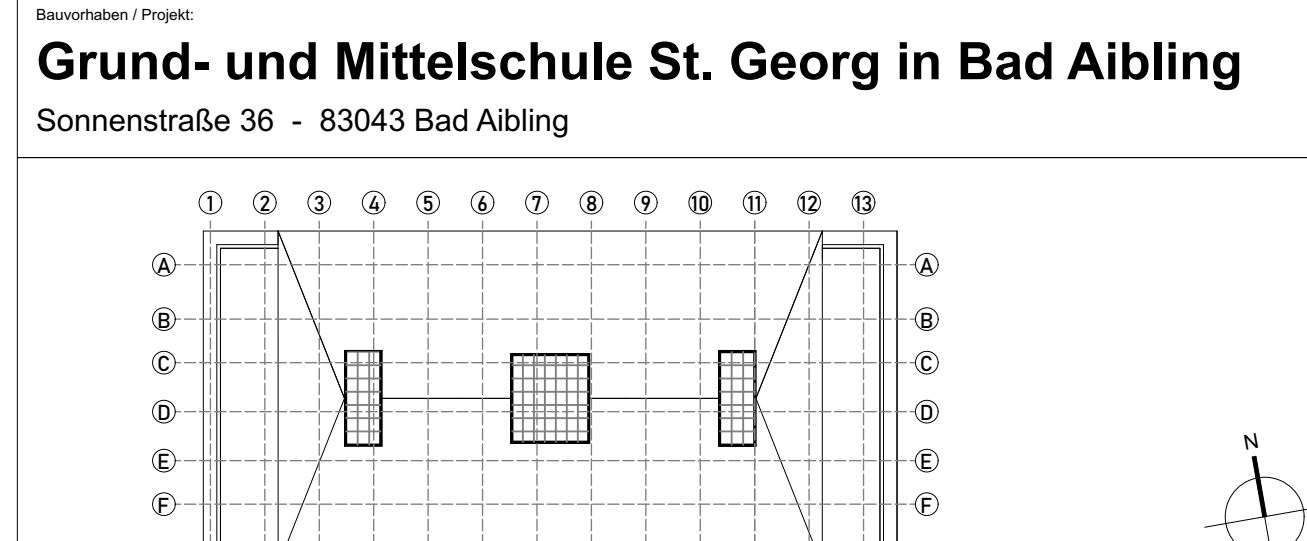 Bauvorhaben / Projekt:
Grund- und Mittelschule St. Georg in Bad Aibling
Sonnenstraße 36 - 83043 Bad Aibling
1 2 3 4 5 6 7 8 9 10 11 12 13
A A
B B
C C
D D
E E
N
F F